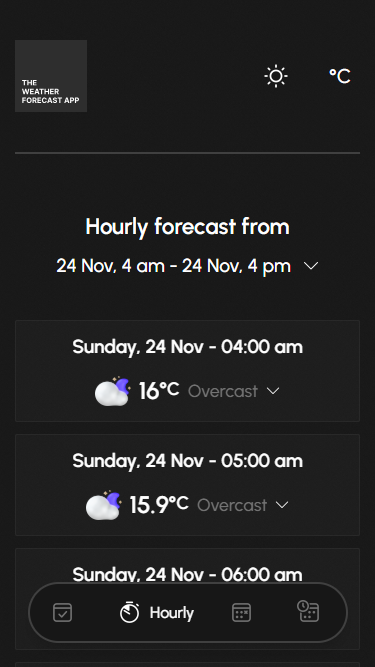 THE
WEATHER
FORECAST APP
°C
Hourly forecast from
24 Nov, 4 am - 24 Nov, 4 pm
Sunday, 24 Nov - 04:00 am
16°C Overcast
Sunday, 24 Nov - 05:00 am
15.9°C Overcast
Sunday, 24 Nov - 06:00 am
Hourly